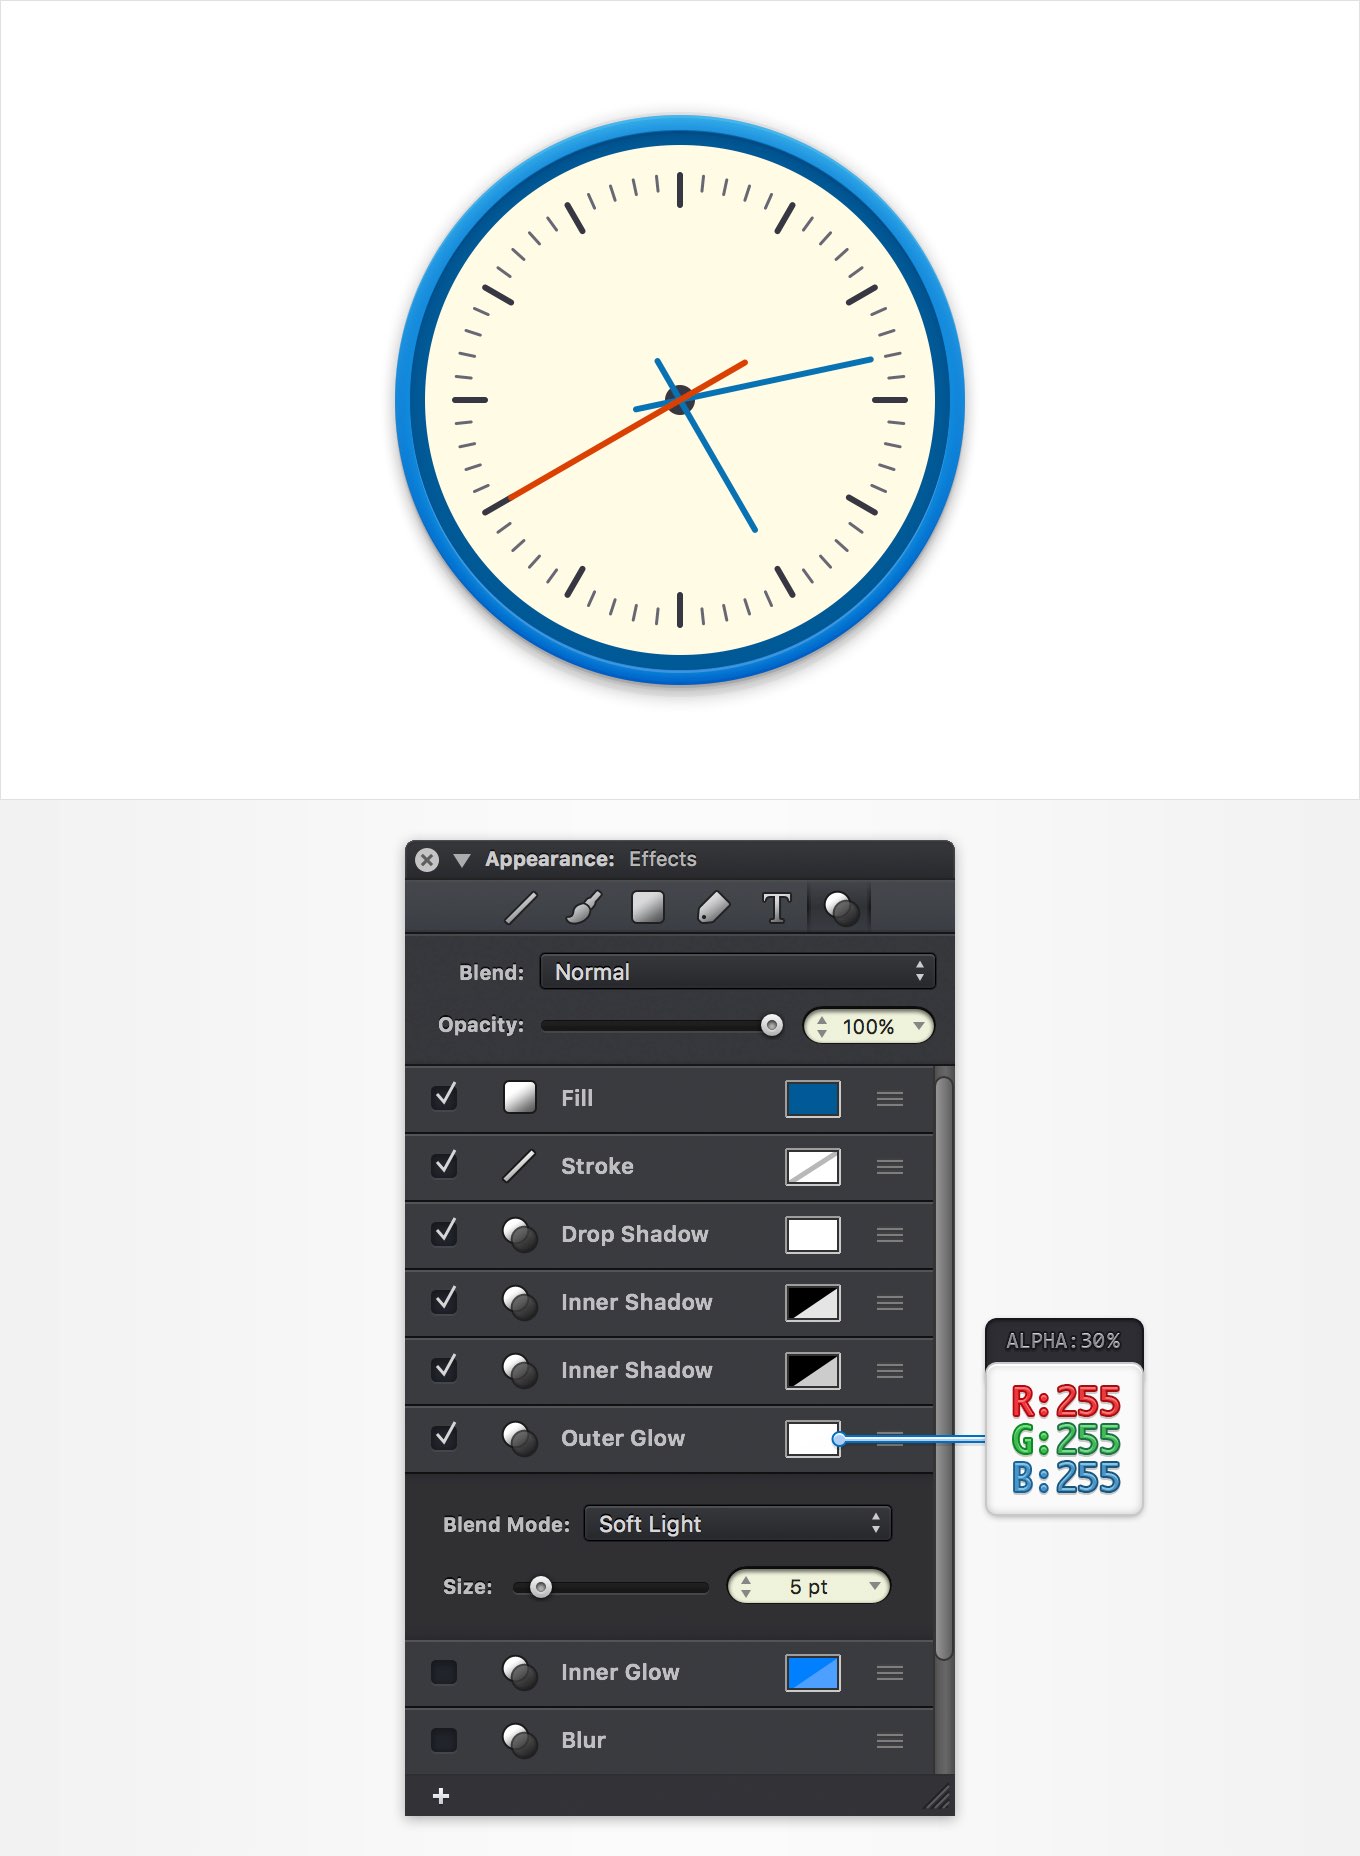 Appearance: Effects
T
Blend: Normal
Opacity: 100%
Fill
Stroke
Drop Shadow
Inner Shadow
Inner Shadow
Outer Glow
ALPHA:30%
R:255
G:255
B:255
Blend Mode: Soft Light
Size: 5 pt
Inner Glow
Blur